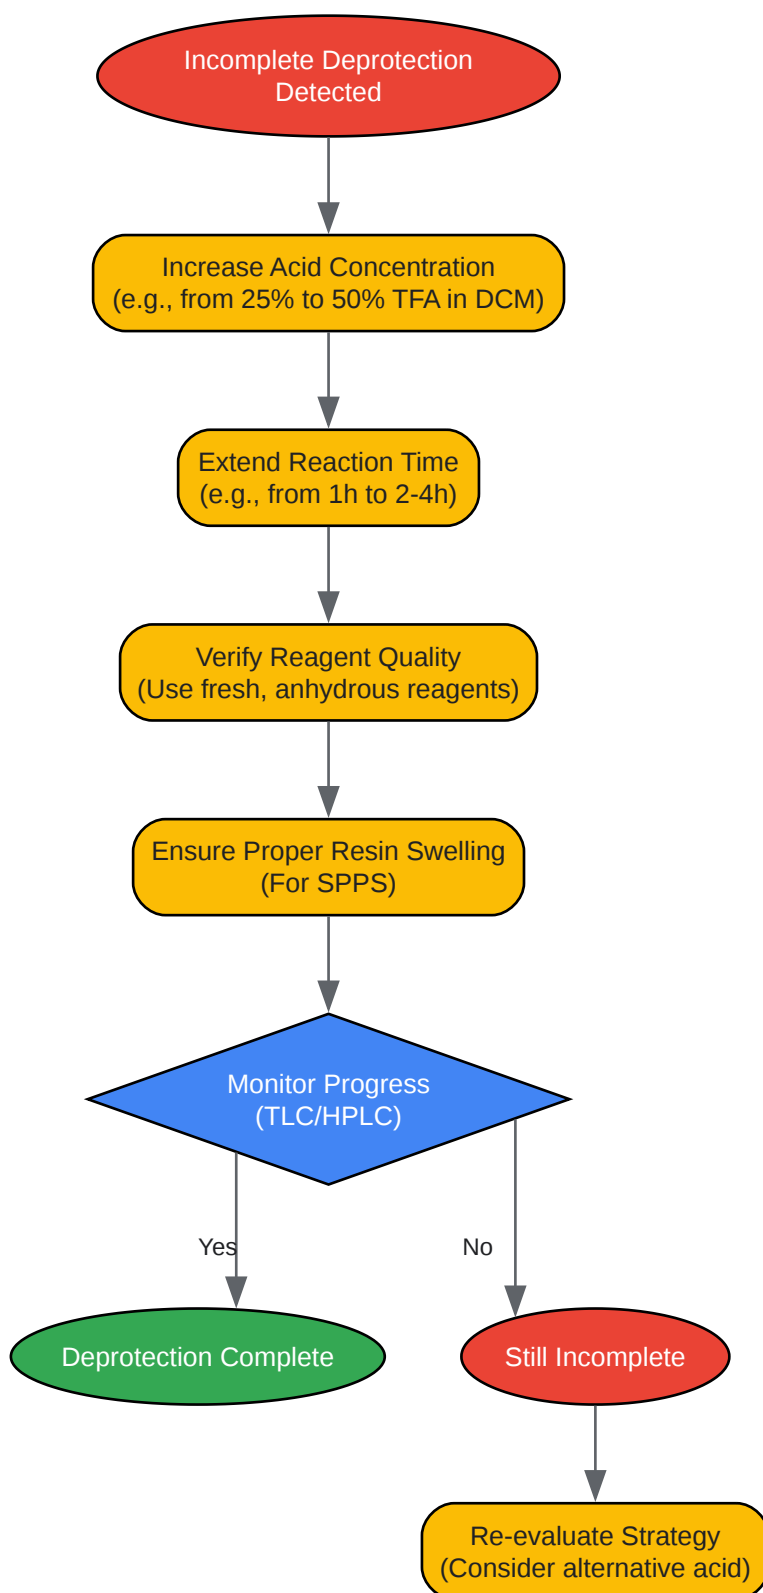 Incomplete Deprotection
Detected
Increase Acid Concentration
(e.g., from 25% to 50% TFA in DCM)
Extend Reaction Time
(e.g., from 1h to 2-4h)
Verify Reagent Quality
(Use fresh, anhydrous reagents)
Ensure Proper Resin Swelling
(For SPPS)
Monitor Progress
(TLC/HPLC)
Yes
No
Deprotection Complete
Still Incomplete
Re-evaluate Strategy
(Consider alternative acid)